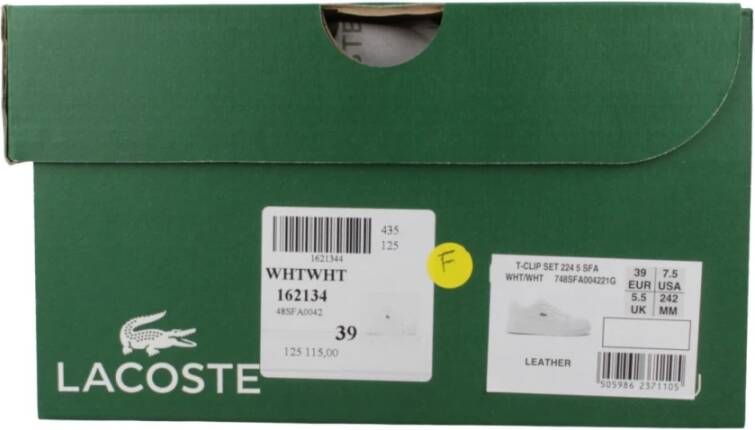 STE
435
125
1621344
WHTWHT
162134
48SFA0042
39
125 115,00
F
T-CLIP SET 224 5 SFA
WHT/WHT 748SFA004221G
39 7.5
EUR USA
5.5 242
UK MM
LEATHER
505986 2371105
LACOSTE